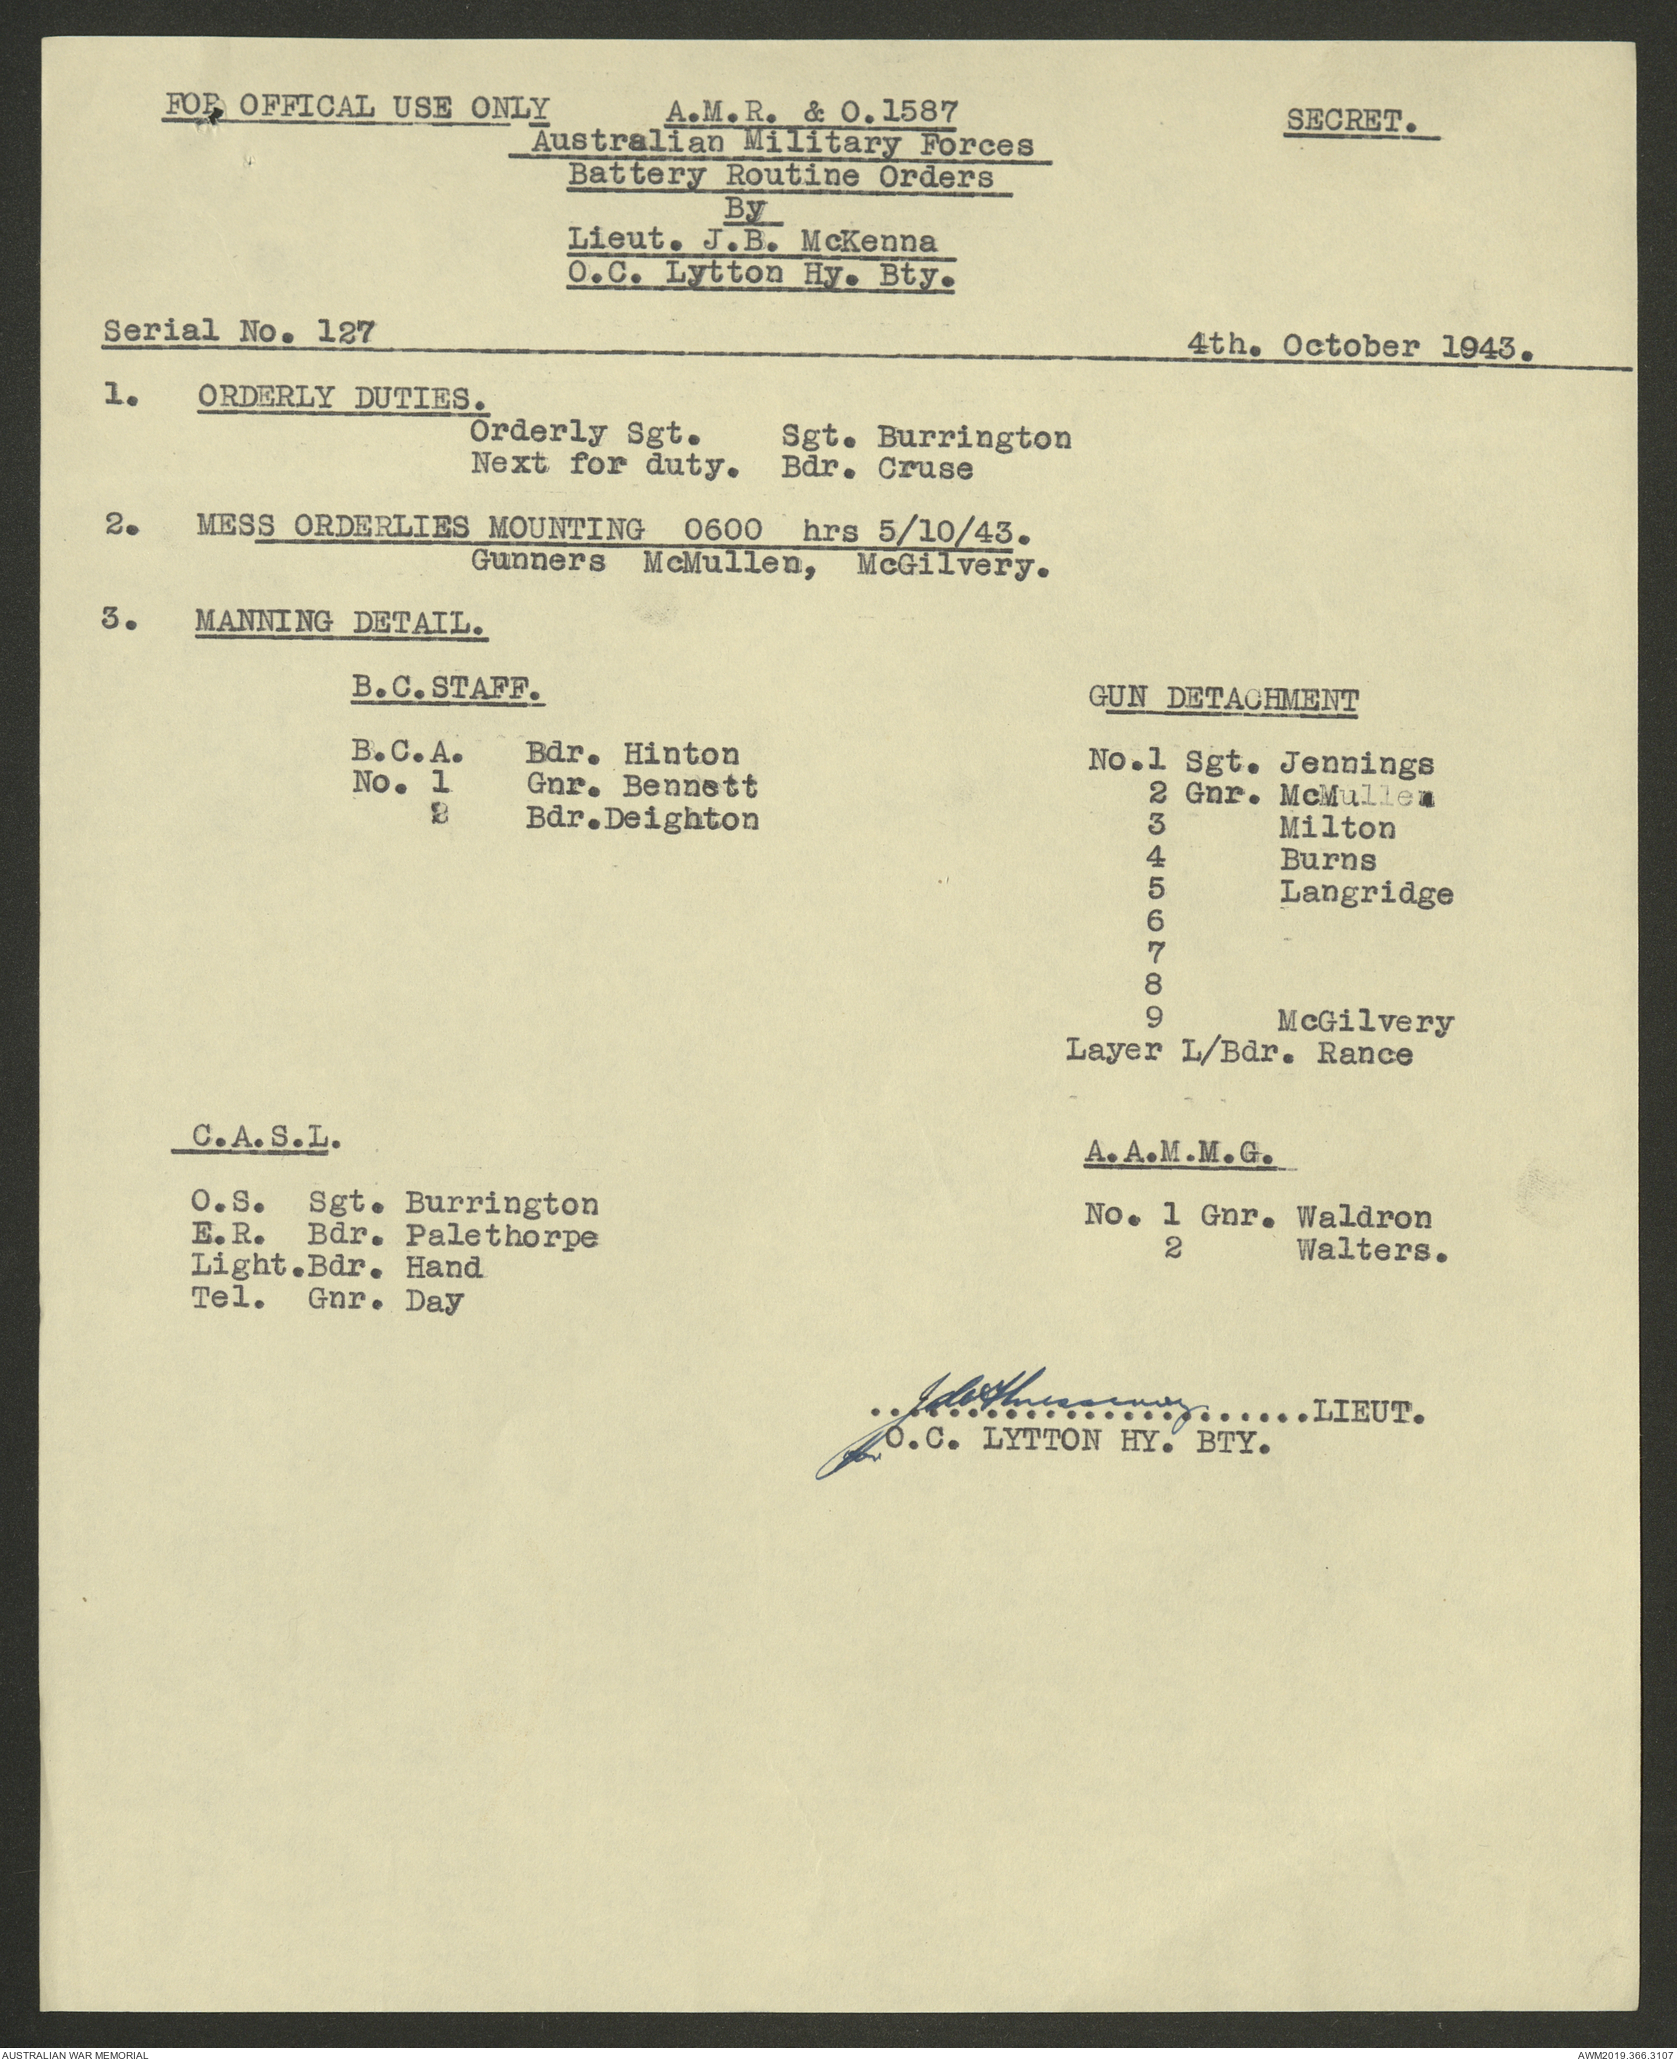 FOR OFFICAL USE ONLY A.M.R. & O.1587 SECRET.
Australian Military Forces
Battery Routine Orders
By
Lieut. J.B. McKenna
O.C. Lytton Hy. Bty.
Serial No. 127 4th. October 1943.
1. ORDERLY DUTIES.
Orderly Sgt. Sgt. Burrington
Next for duty. Bdr. Cruse
2. MESS ORDERLIES MOUNTING 0600 hrs 5/10/43.
Gunners McMullen, McGilvery.
3. MANNING DETAIL.
B.C.STAFF.
B.C.A. Bdr. Hinton
No. 1 Gnr. Bennett
2 Bdr.Deighton
GUN DETACHMENT
No.1 Sgt. Jennings
2 Gnr. McMullen
3 Milton
4 Burns
5 Langridge
6
7
8
9 McGilvery
Layer L/Bdr. Rance
C.A.S.L.
O.S. Sgt. Burrington
E.R. Bdr. Palethorpe
Light.Bdr. Hand
Tel. Gnr. Day
A.A.M.M.G.
No. 1 Gnr. Waldron
2 Walters.
......................LIEUT.
for O.C. LYTTON HY. BTY.
AUSTRALIAN WAR MEMORIAL AWM2019.366.3107